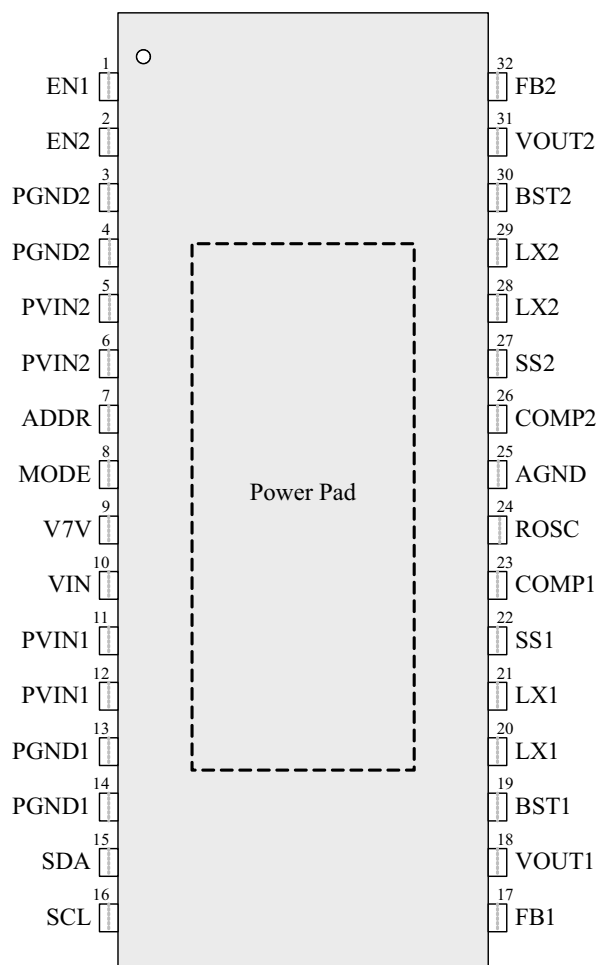 1
EN1
2
EN2
3
PGND2
4
PGND2
5
PVIN2
6
PVIN2
7
ADDR
8
MODE
9
V7V
10
VIN
11
PVIN1
12
PVIN1
13
PGND1
14
PGND1
15
SDA
16
SCL
Power Pad
32
FB2
31
VOUT2
30
BST2
29
LX2
28
LX2
27
SS2
26
COMP2
25
AGND
24
ROSC
23
COMP1
22
SS1
21
LX1
20
LX1
19
BST1
18
VOUT1
17
FB1